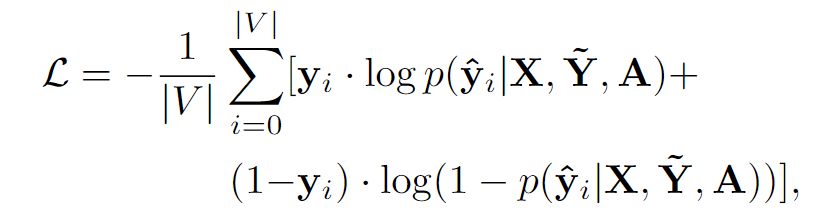 $\mathcal{L} = -\frac{1}{|V|} \sum_{i=0}^{|V|} [\mathbf{y}_i \cdot \log p(\hat{\mathbf{y}}_i | \mathbf{X}, \tilde{\mathbf{Y}}, \mathbf{A}) +$
$(1 - \mathbf{y}_i) \cdot \log(1 - p(\hat{\mathbf{y}}_i | \mathbf{X}, \tilde{\mathbf{Y}}, \mathbf{A}))],$